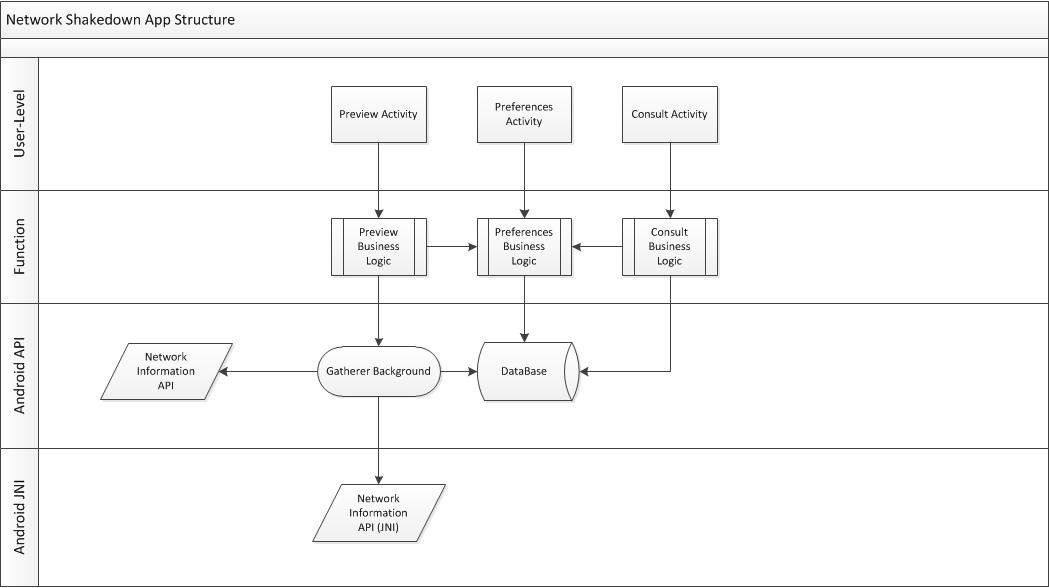 Network Shakedown App Structure
User-Level
Preview Activity
Preferences
Activity
Consult Activity
Function
Preview
Business
Logic
Preferences
Business
Logic
Consult
Business
Logic
Android API
Network
Information
API
Gatherer Background
DataBase
Android JNI
Network
Information
API (JNI)